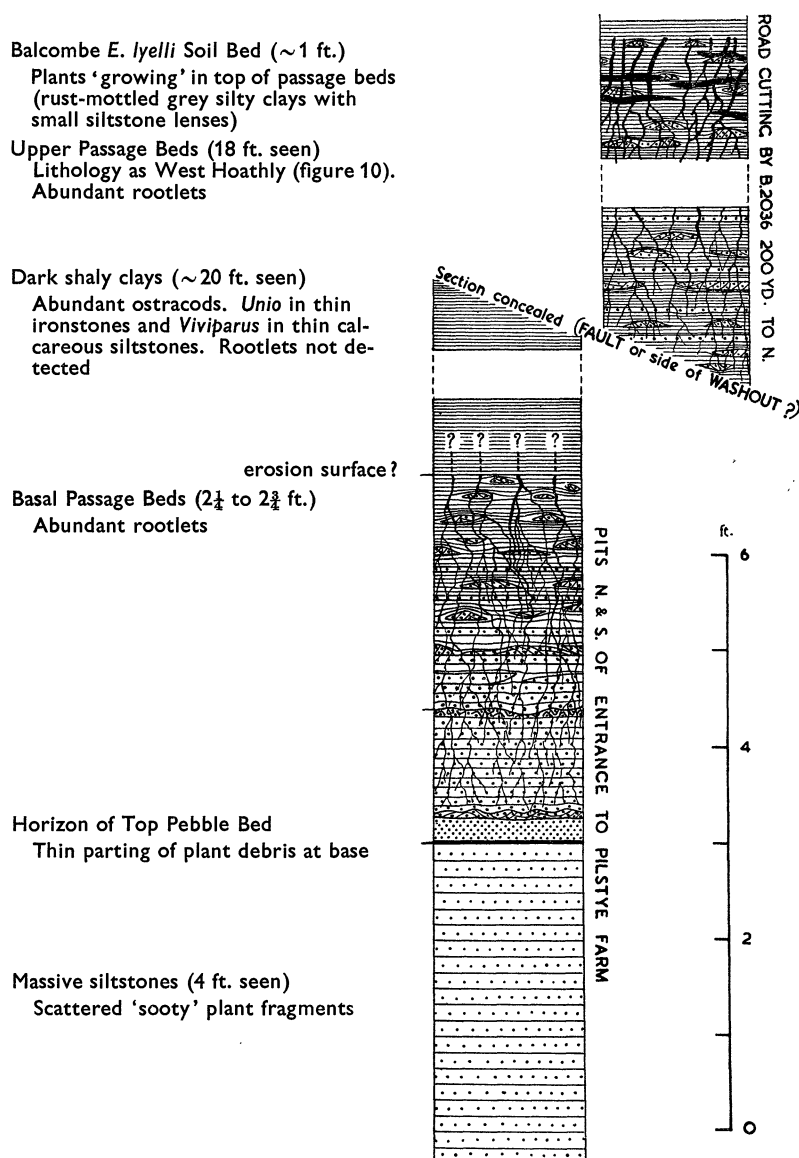 Balcombe E. lyelli Soil Bed (~1 ft.)
Plants ‘growing’ in top of passage beds
(rust-mottled grey silty clays with
small siltstone lenses)
Upper Passage Beds (18 ft. seen)
Lithology as West Hoathly (figure 10).
Abundant rootlets
ROAD CUTTING BY B.2036 200 YD. TO N.
Dark shaly clays (~20 ft. seen)
Abundant ostracods. Unio in thin
ironstones and Viviparus in thin cal-
careous siltstones. Rootlets not de-
tected
Section concealed (FAULT or side of WASHOUT ?)
? ? ? ?
erosion surface?
Basal Passage Beds (2¼ to 2¾ ft.)
Abundant rootlets
PITS N. & S. OF ENTRANCE TO PILSTYE FARM
ft.
6
4
2
0
Horizon of Top Pebble Bed
Thin parting of plant debris at base
Massive siltstones (4 ft. seen)
Scattered ‘sooty’ plant fragments